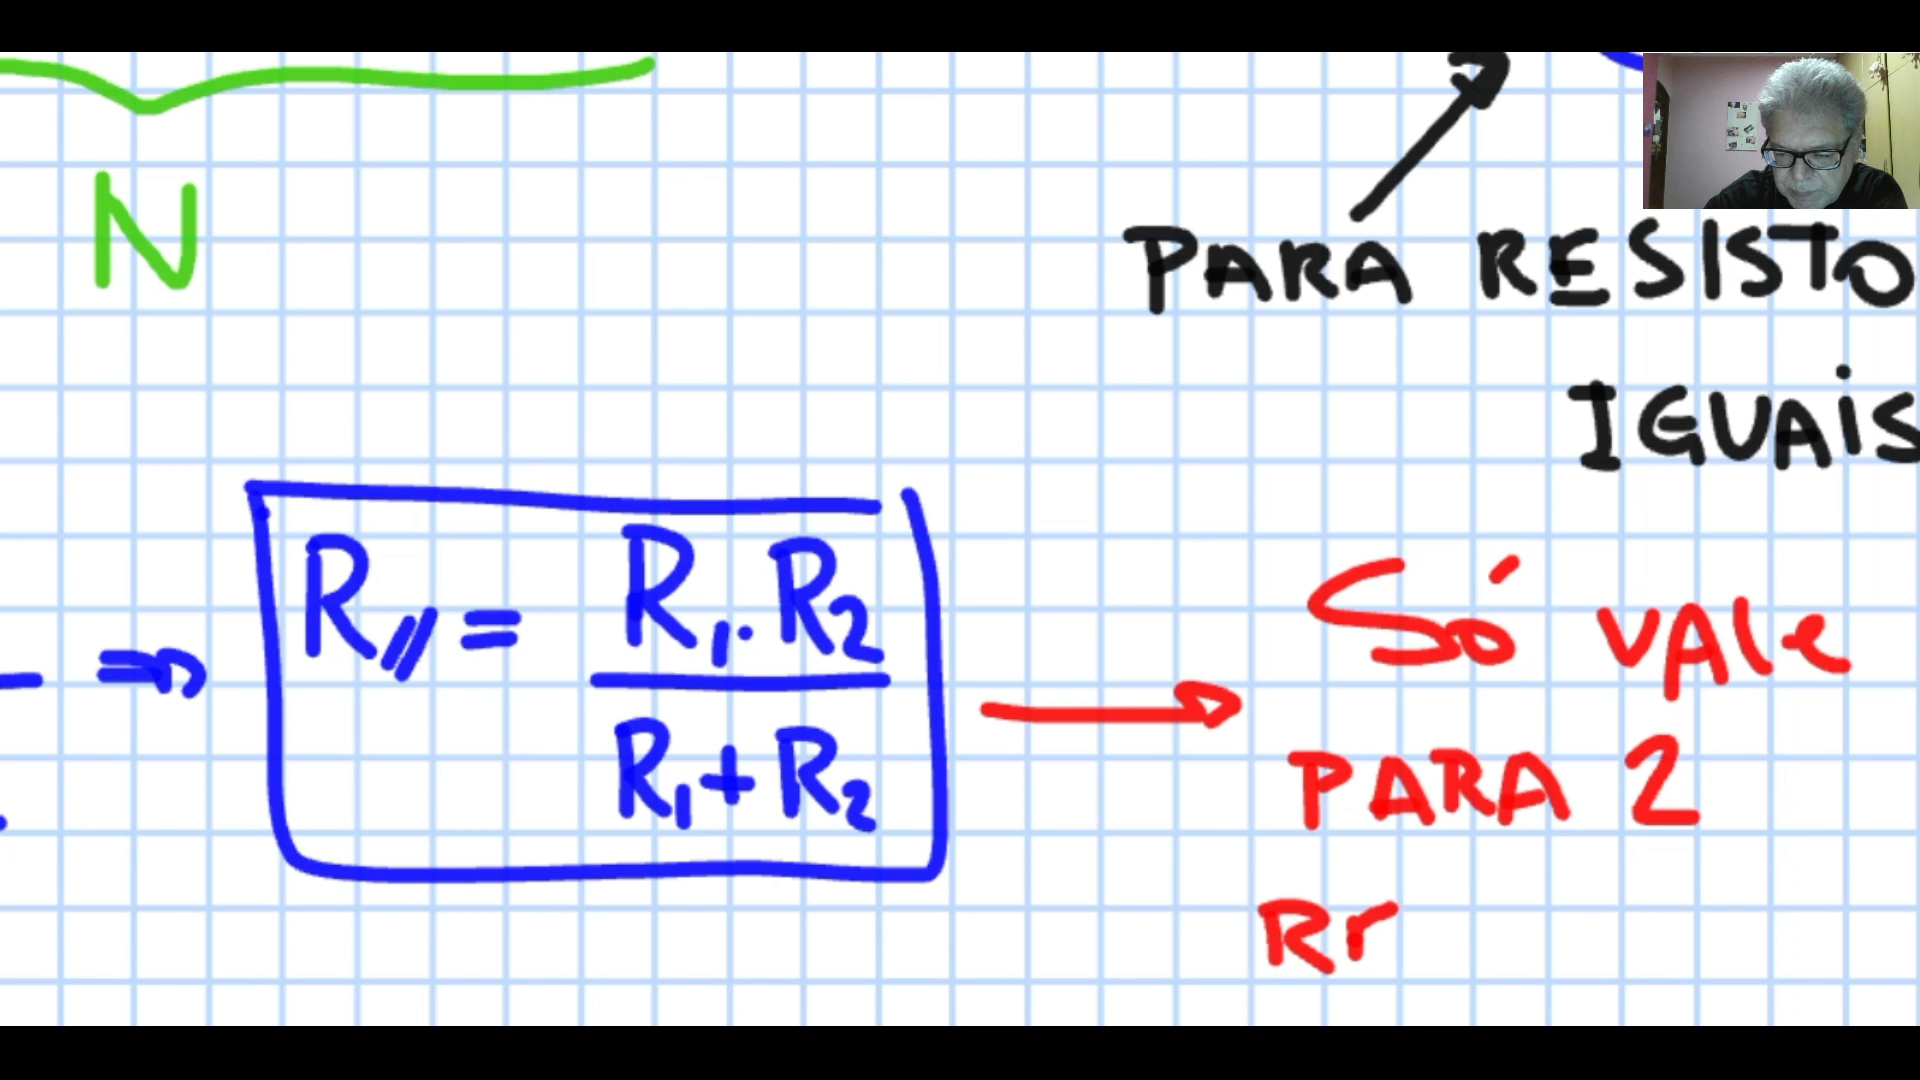 N
PARA RESISTO
IGUAIS
⇒ R// = R1.R2
R1+R2
Só VALe
PARA 2
Rr